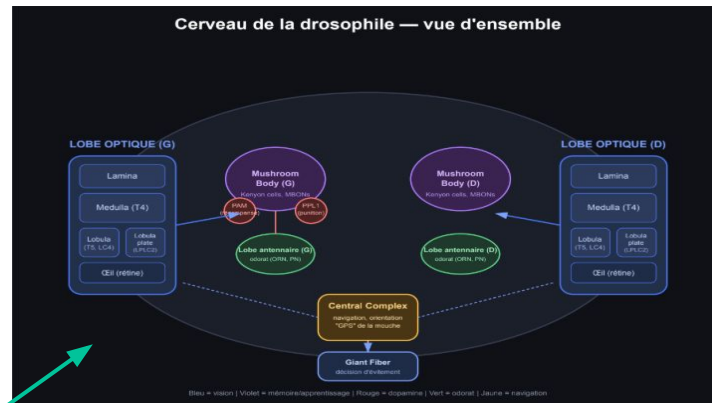 Cerveau de la drosophile — vue d'ensemble
LOBE OPTIQUE (G)
Lamina
Medulla (T4)
Lobula
(T5, LC4)
Lobula
plate
(LPLC2)
Œil (rétine)
Mushroom
Body (G)
Kenyon cells, MBONs
PAM
(récompense)
PPL1
(punition)
Lobe antennaire (G)
odorat (ORN, PN)
Mushroom
Body (D)
Kenyon cells, MBONs
Lobe antennaire (D)
odorat (ORN, PN)
LOBE OPTIQUE (D)
Lamina
Medulla (T4)
Lobula
(T5, LC4)
Lobula
plate
(LPLC2)
Œil (rétine)
Central Complex
navigation, orientation
"GPS" de la mouche
Giant Fiber
décision d'évitement
Bleu = vision | Violet = mémoire/apprentissage | Rouge = dopamine | Vert = odorat | Jaune = navigation